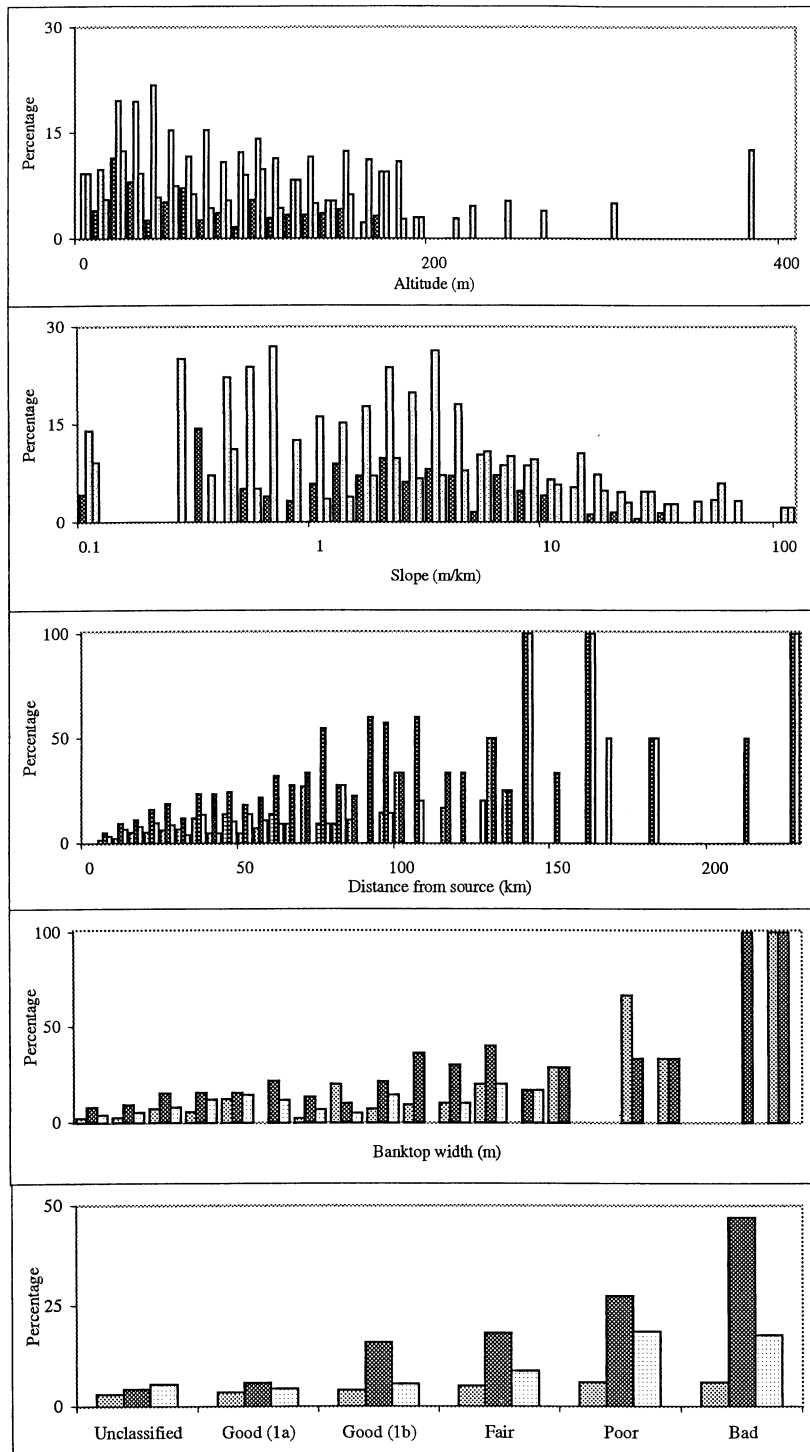 30
15
0
Percentage
0
200
400
Altitude (m)
30
15
0
Percentage
0.1
1
10
100
Slope (m/km)
100
50
0
Percentage
0
50
100
150
200
Distance from source (km)
100
50
0
Percentage
Banktop width (m)
50
25
0
Percentage
Unclassified
Good (1a)
Good (1b)
Fair
Poor
Bad